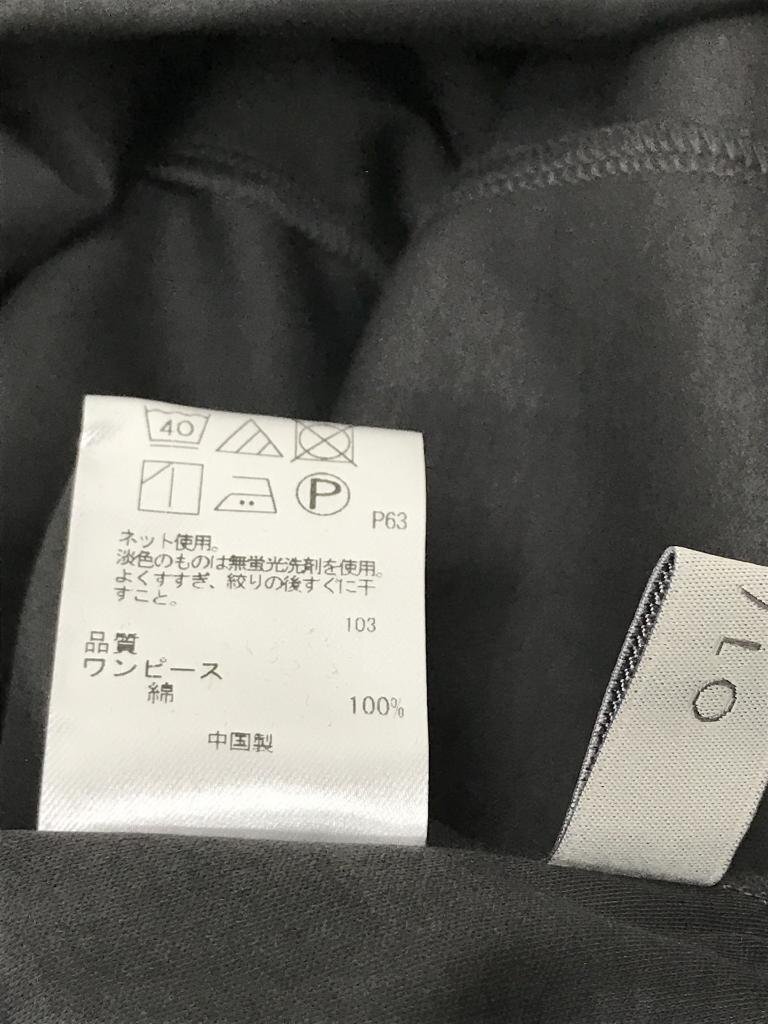 40
P
P63
ネット使用。
淡色のものは無蛍光洗剤を使用。
よくすすぎ、絞りの後すぐに干
すこと。
103
品質
ワンピース
綿 100%
中国製
LO